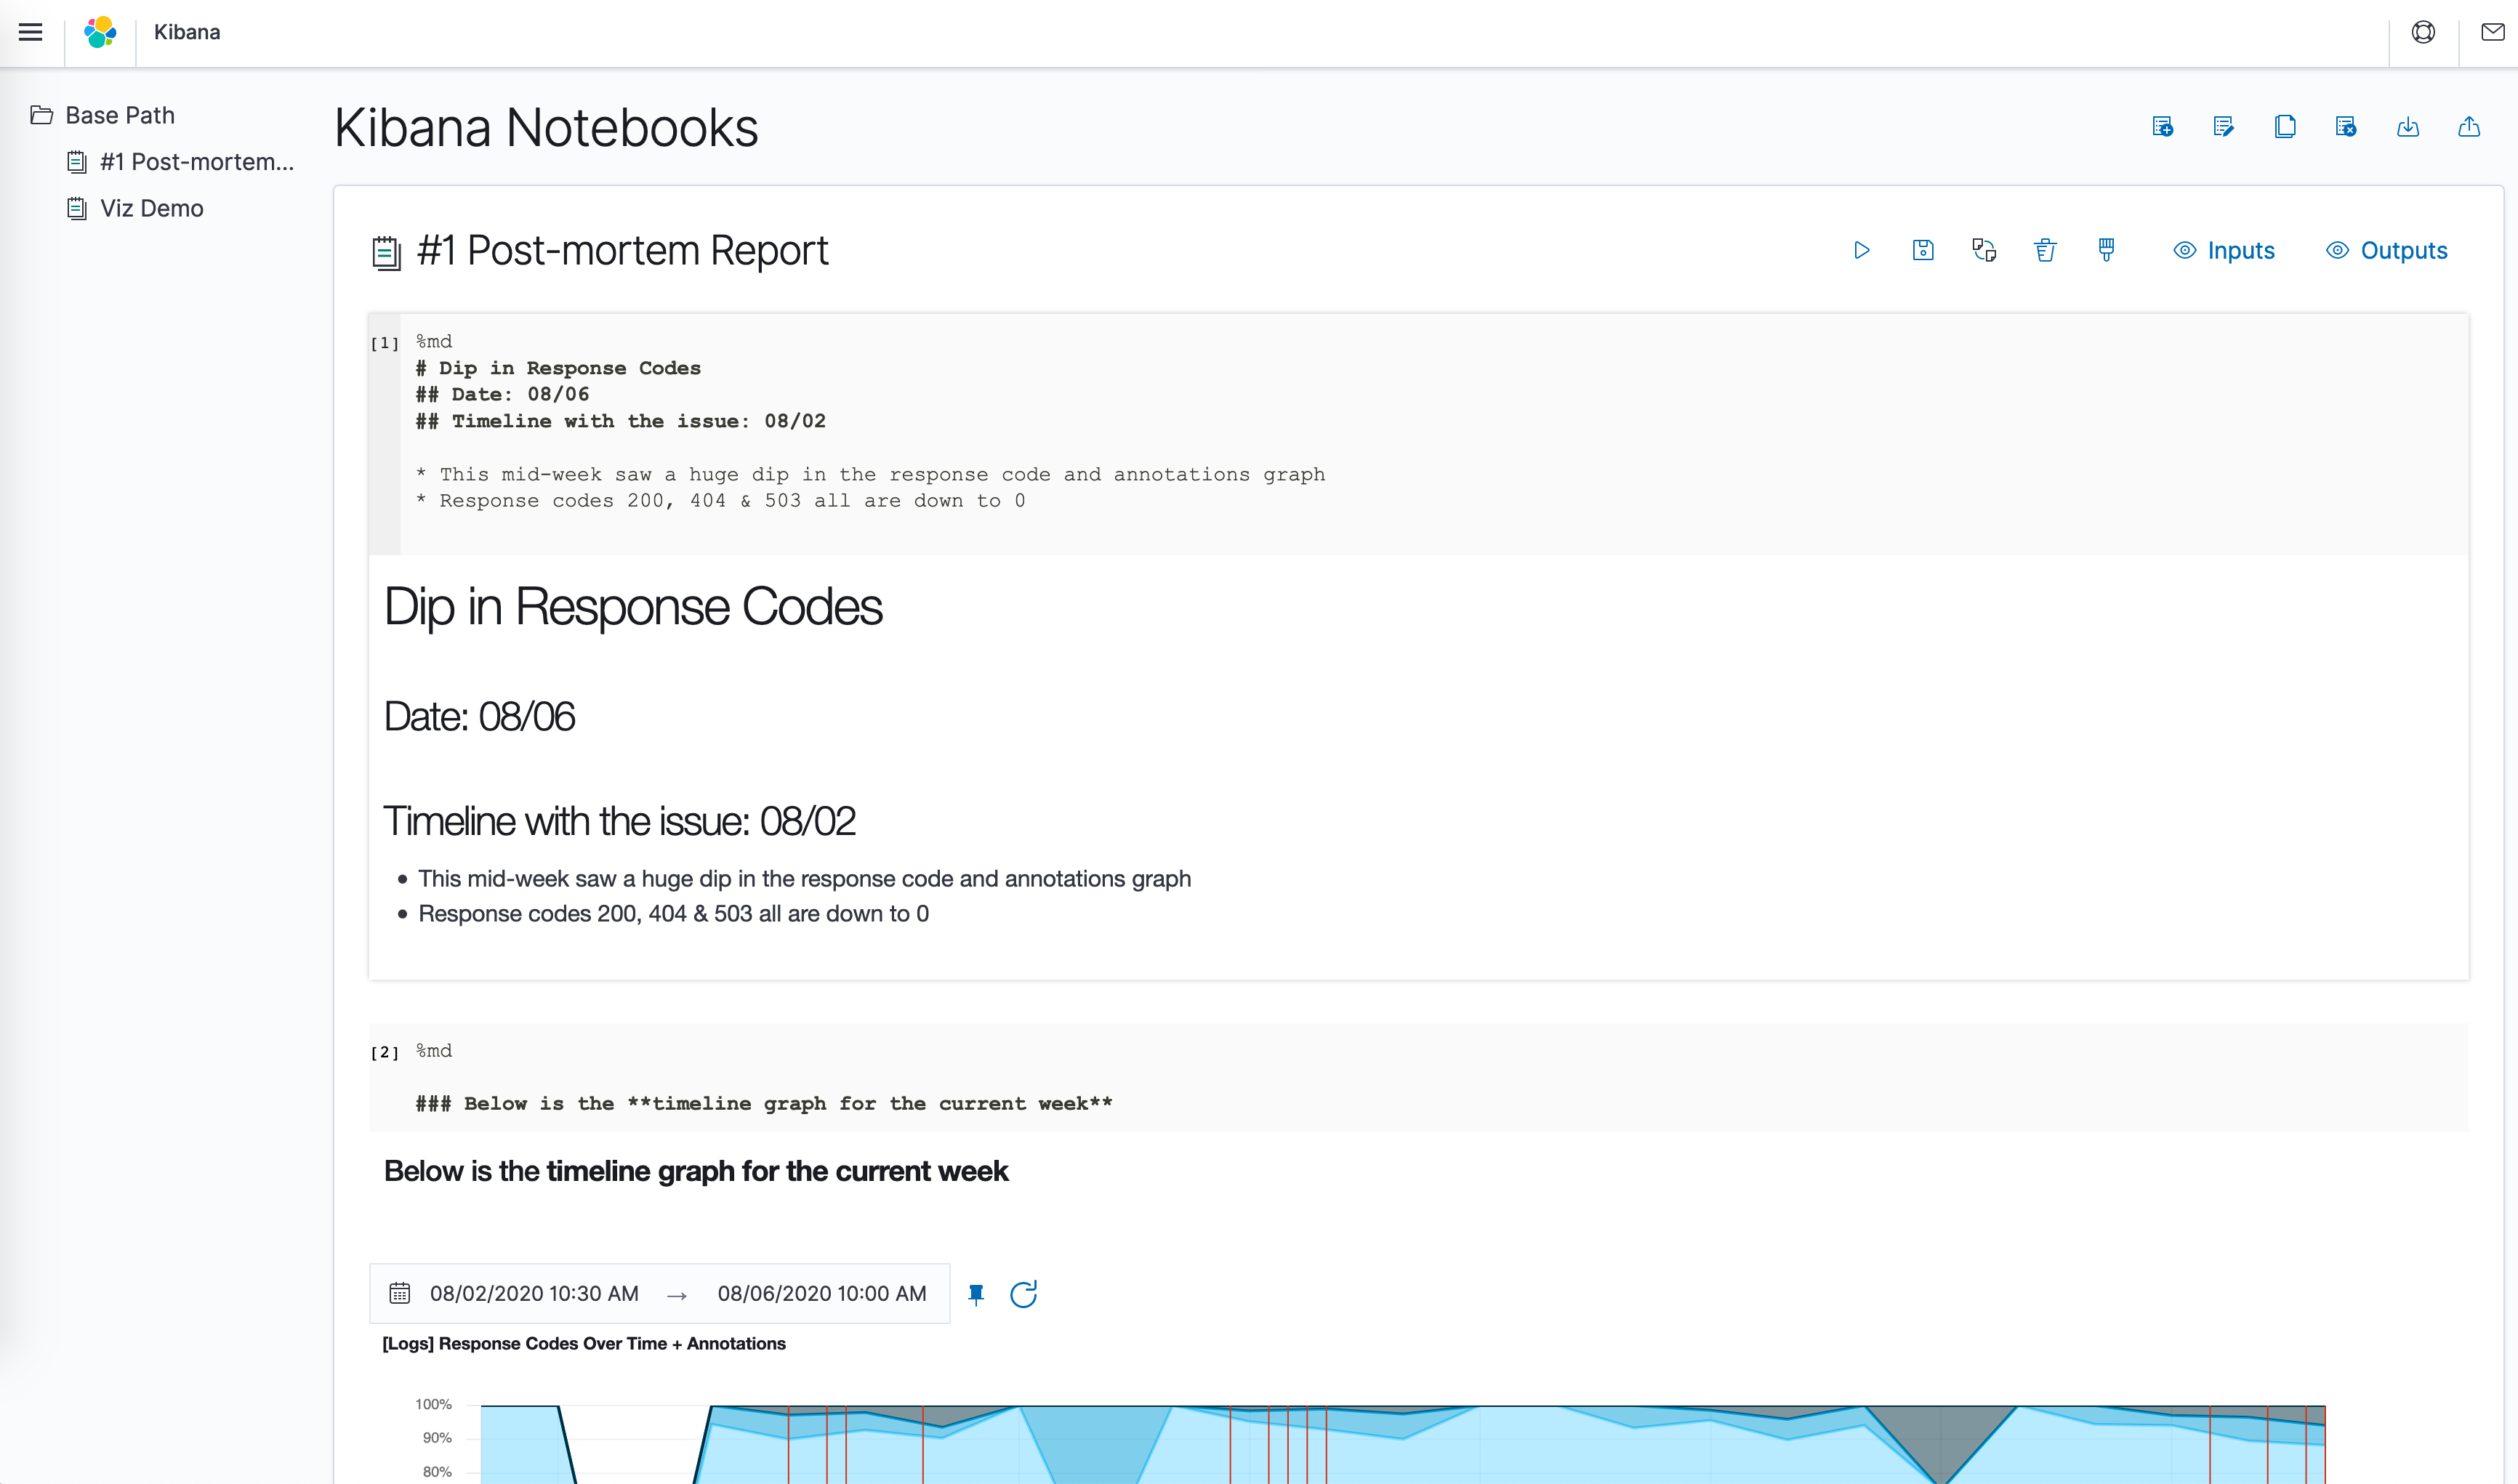 Kibana
Base Path
#1 Post-mortem...
Viz Demo
Kibana Notebooks
#1 Post-mortem Report
Inputs
Outputs
[1]
%md
# Dip in Response Codes
## Date: 08/06
## Timeline with the issue: 08/02
* This mid-week saw a huge dip in the response code and annotations graph
* Response codes 200, 404 & 503 all are down to 0
Dip in Response Codes
Date: 08/06
Timeline with the issue: 08/02
• This mid-week saw a huge dip in the response code and annotations graph
• Response codes 200, 404 & 503 all are down to 0
[2]
%md
### Below is the **timeline graph for the current week**
Below is the timeline graph for the current week
08/02/2020 10:30 AM → 08/06/2020 10:00 AM
[Logs] Response Codes Over Time + Annotations
100%
90%
80%